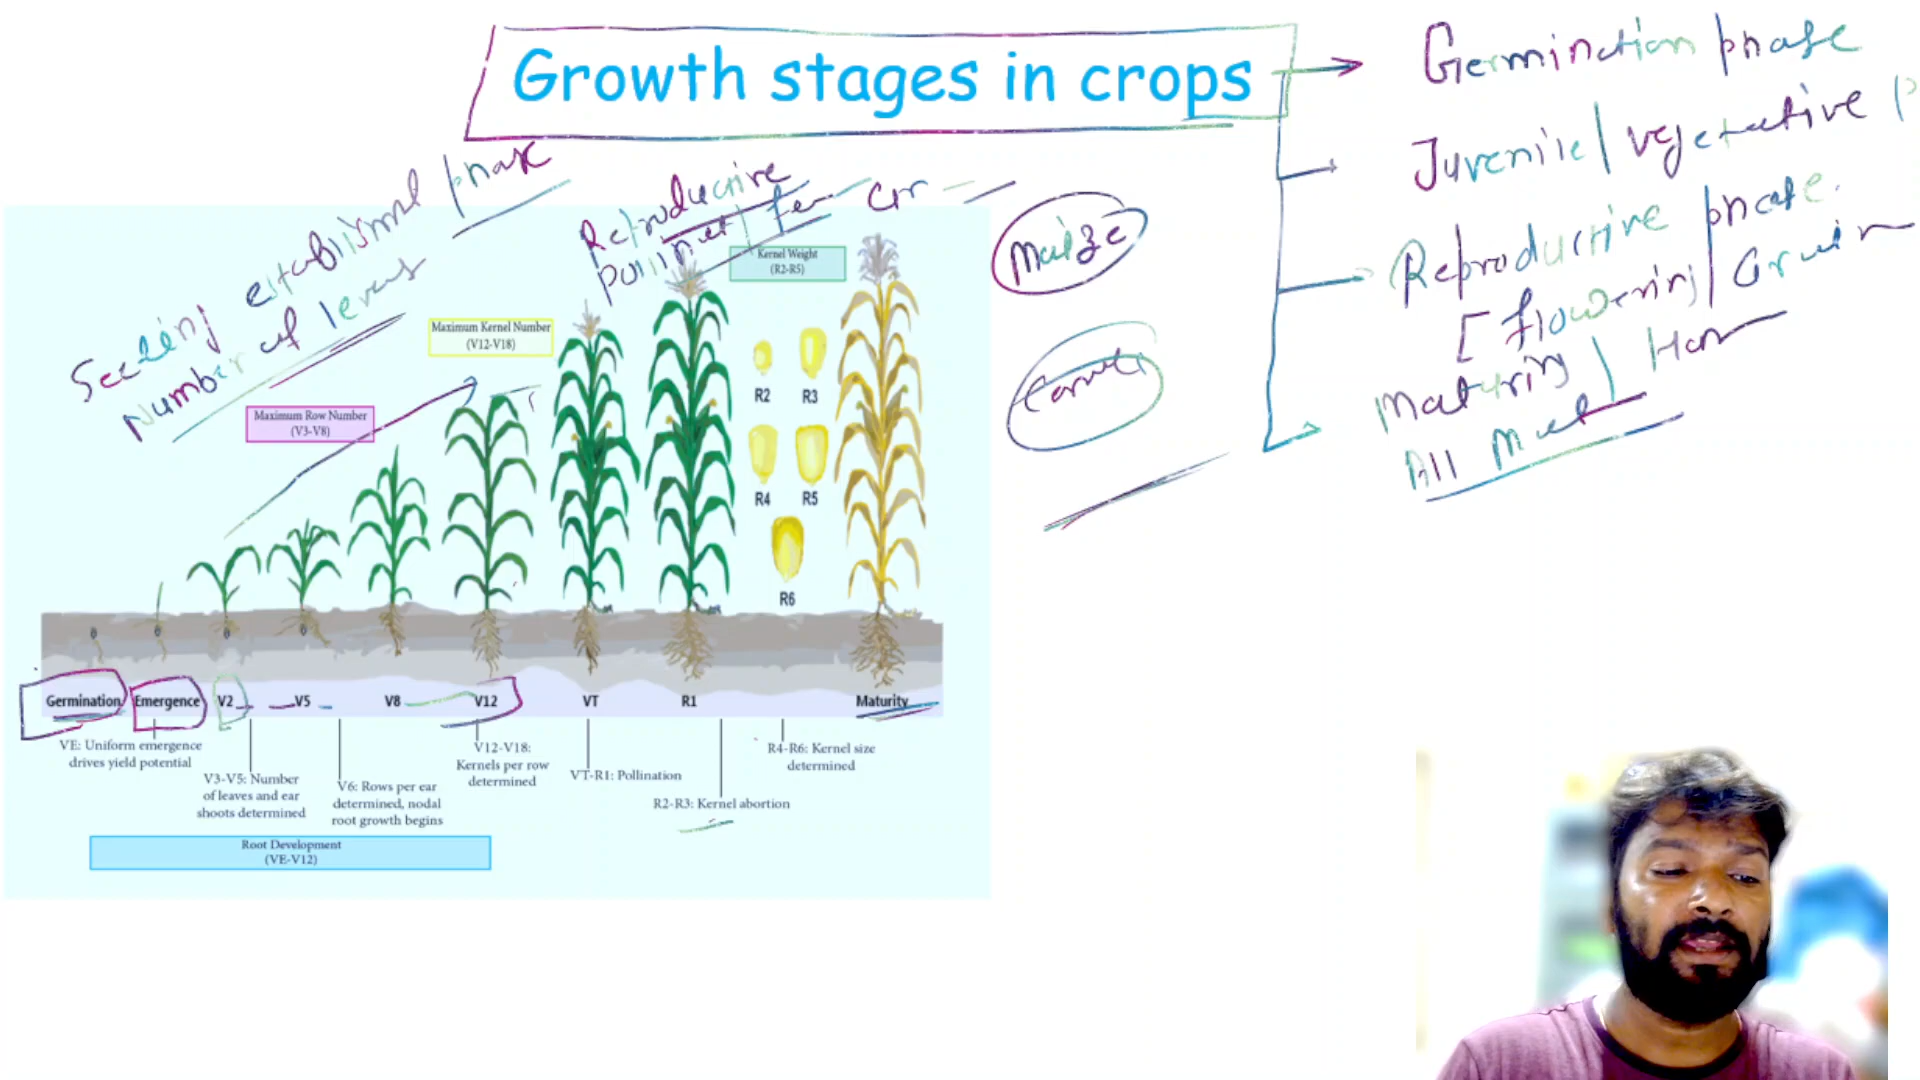 Growth stages in crops
Germination phase
Juvenile/vegetative
Reproductive phase
[flowering/Grain
Maturing/
All
Seedling phase
Number of leaves
Reproductive
Maize
Kernel Weight
(R2-R5)
Maximum Kernel Number
(V12-V18)
Maximum Row Number
(V3-V8)
R2 R3
R4 R5
R6
Germination Emergence V2 V5 V8 V12 VT R1 Maturity
VE: Uniform emergence
drives yield potential
V3-V5: Number
of leaves and ear
shoots determined
V6: Rows per ear
determined, nodal
root growth begins
V12-V18:
Kernels per row
determined
VT-R1: Pollination
R2-R3: Kernel abortion
R4-R6: Kernel size
determined
Root Development
(VE-V12)